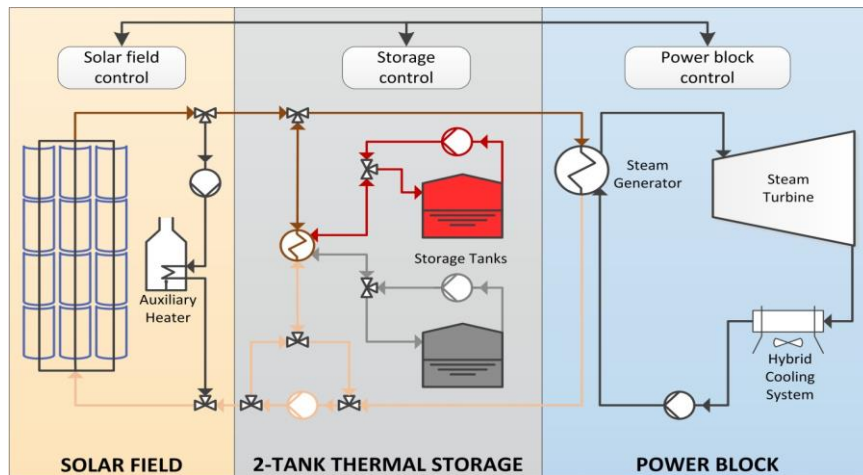 Solar field
control
Storage
control
Power block
control
Steam
Generator
Steam
Turbine
Storage Tanks
Auxiliary
Heater
Hybrid
Cooling
System
SOLAR FIELD
2-TANK THERMAL STORAGE
POWER BLOCK